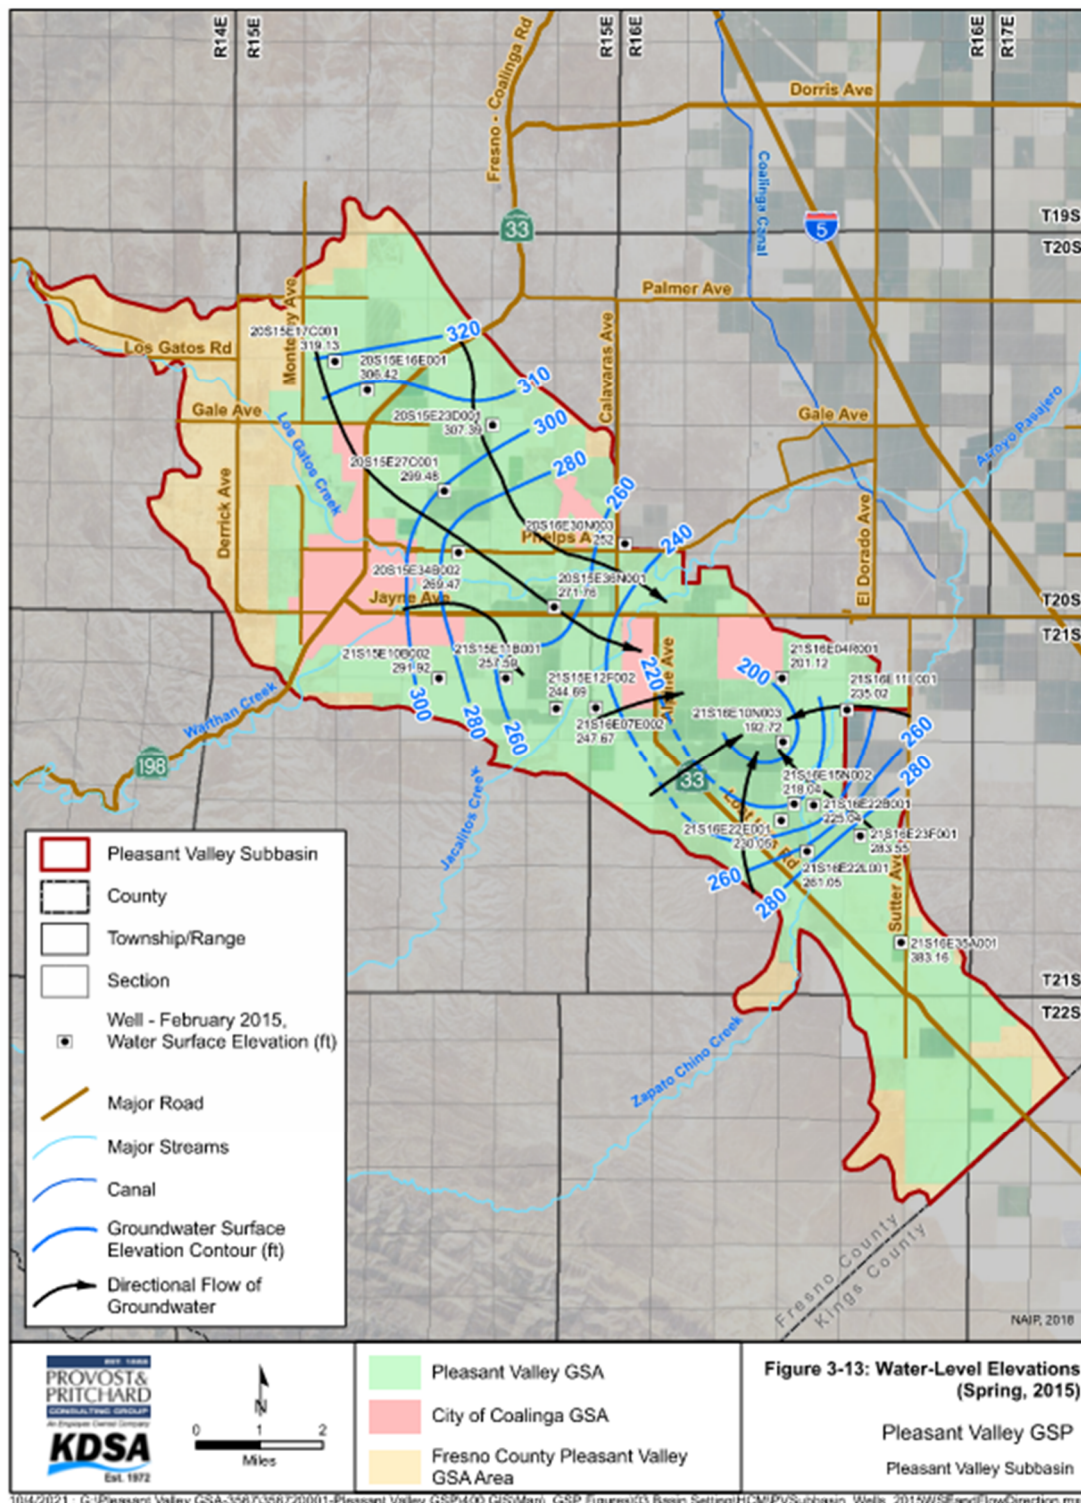 R14E
R15E
Fresno - Coalinga Rd
R15E
R16E
R16E
R17E
Dorris Ave
Coalinga Canal
T19S
T20S
33
5
Palmer Ave
Monterey Ave
Los Gatos Rd
20S15E17C001
319.13
320
20S15E16E001
306.42
310
Calavaras Ave
Gale Ave
Gale Ave
Los Gatos Creek
20S15E23D001
307.39
300
Arroyo Pasajero
20S15E27C001
299.48
280
260
Derrick Ave
El Dorado Ave
20S16E30N003
252
240
Phelps A
20S15E34B002
269.47
20S15E36N001
271.76
Jayne Ave
T20S
T21S
21S15E10B002
291.92
21S15E11B001
257.59
21S15E12F002
244.69
220
Ave
21S16E04R001
201.12
200
21S16E11L001
235.02
300
280
260
21S16E07E002
247.67
21S16E10N003
192.72
260
Warthan Creek
198
33
280
21S16E15N002
218.04
21S16E22B001
225.04
Jacalitos Creek
21S16E22E001
230.05
21S16E23F001
283.55
260
21S16E22L001
261.05
280
Sutter Ave
21S16E35A001
383.16
T21S
T22S
Zapato Chino Creek
Fresno County
Kings County
NAIP, 2018
Pleasant Valley Subbasin
County
Township/Range
Section
Well - February 2015,
Water Surface Elevation (ft)
Major Road
Major Streams
Canal
Groundwater Surface
Elevation Contour (ft)
Directional Flow of
Groundwater
EST. 1968
PROVOST&
PRITCHARD
CONSULTING GROUP
An Employee Owned Company
KDSA
Est. 1972
N
0 1 2
Miles
Pleasant Valley GSA
City of Coalinga GSA
Fresno County Pleasant Valley
GSA Area
Figure 3-13: Water-Level Elevations
(Spring, 2015)
Pleasant Valley GSP
Pleasant Valley Subbasin